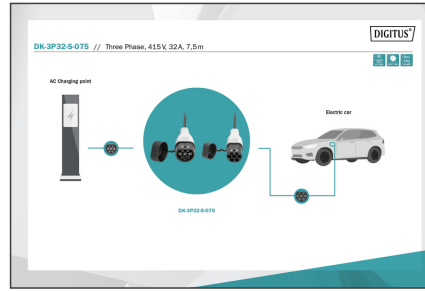 DIGITUS®
DK-3P32-S-075 // Three Phase, 415 V, 32 A, 7,5 m
AC Charging point
Electric car
DK-3P32-S-075